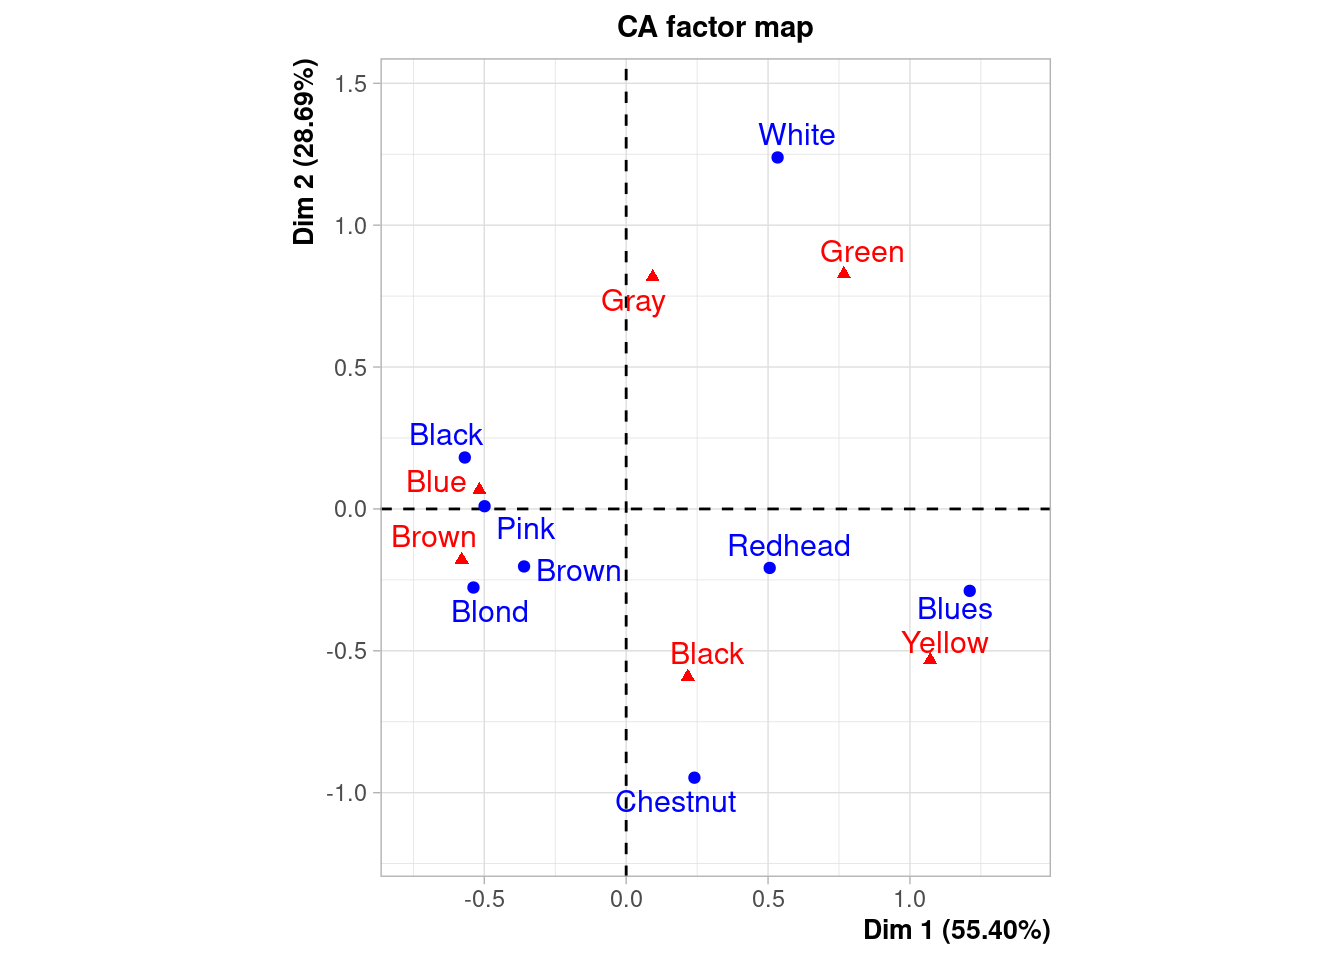 CA factor map
Dim 2 (28.69%)
1.5
White
1.0
Green
Gray
0.5
Black
Blue
0.0
Pink
Brown
Redhead
Brown
Blond
Blues
Yellow
-0.5
Black
-1.0
Chestnut
-0.5 0.0 0.5 1.0
Dim 1 (55.40%)